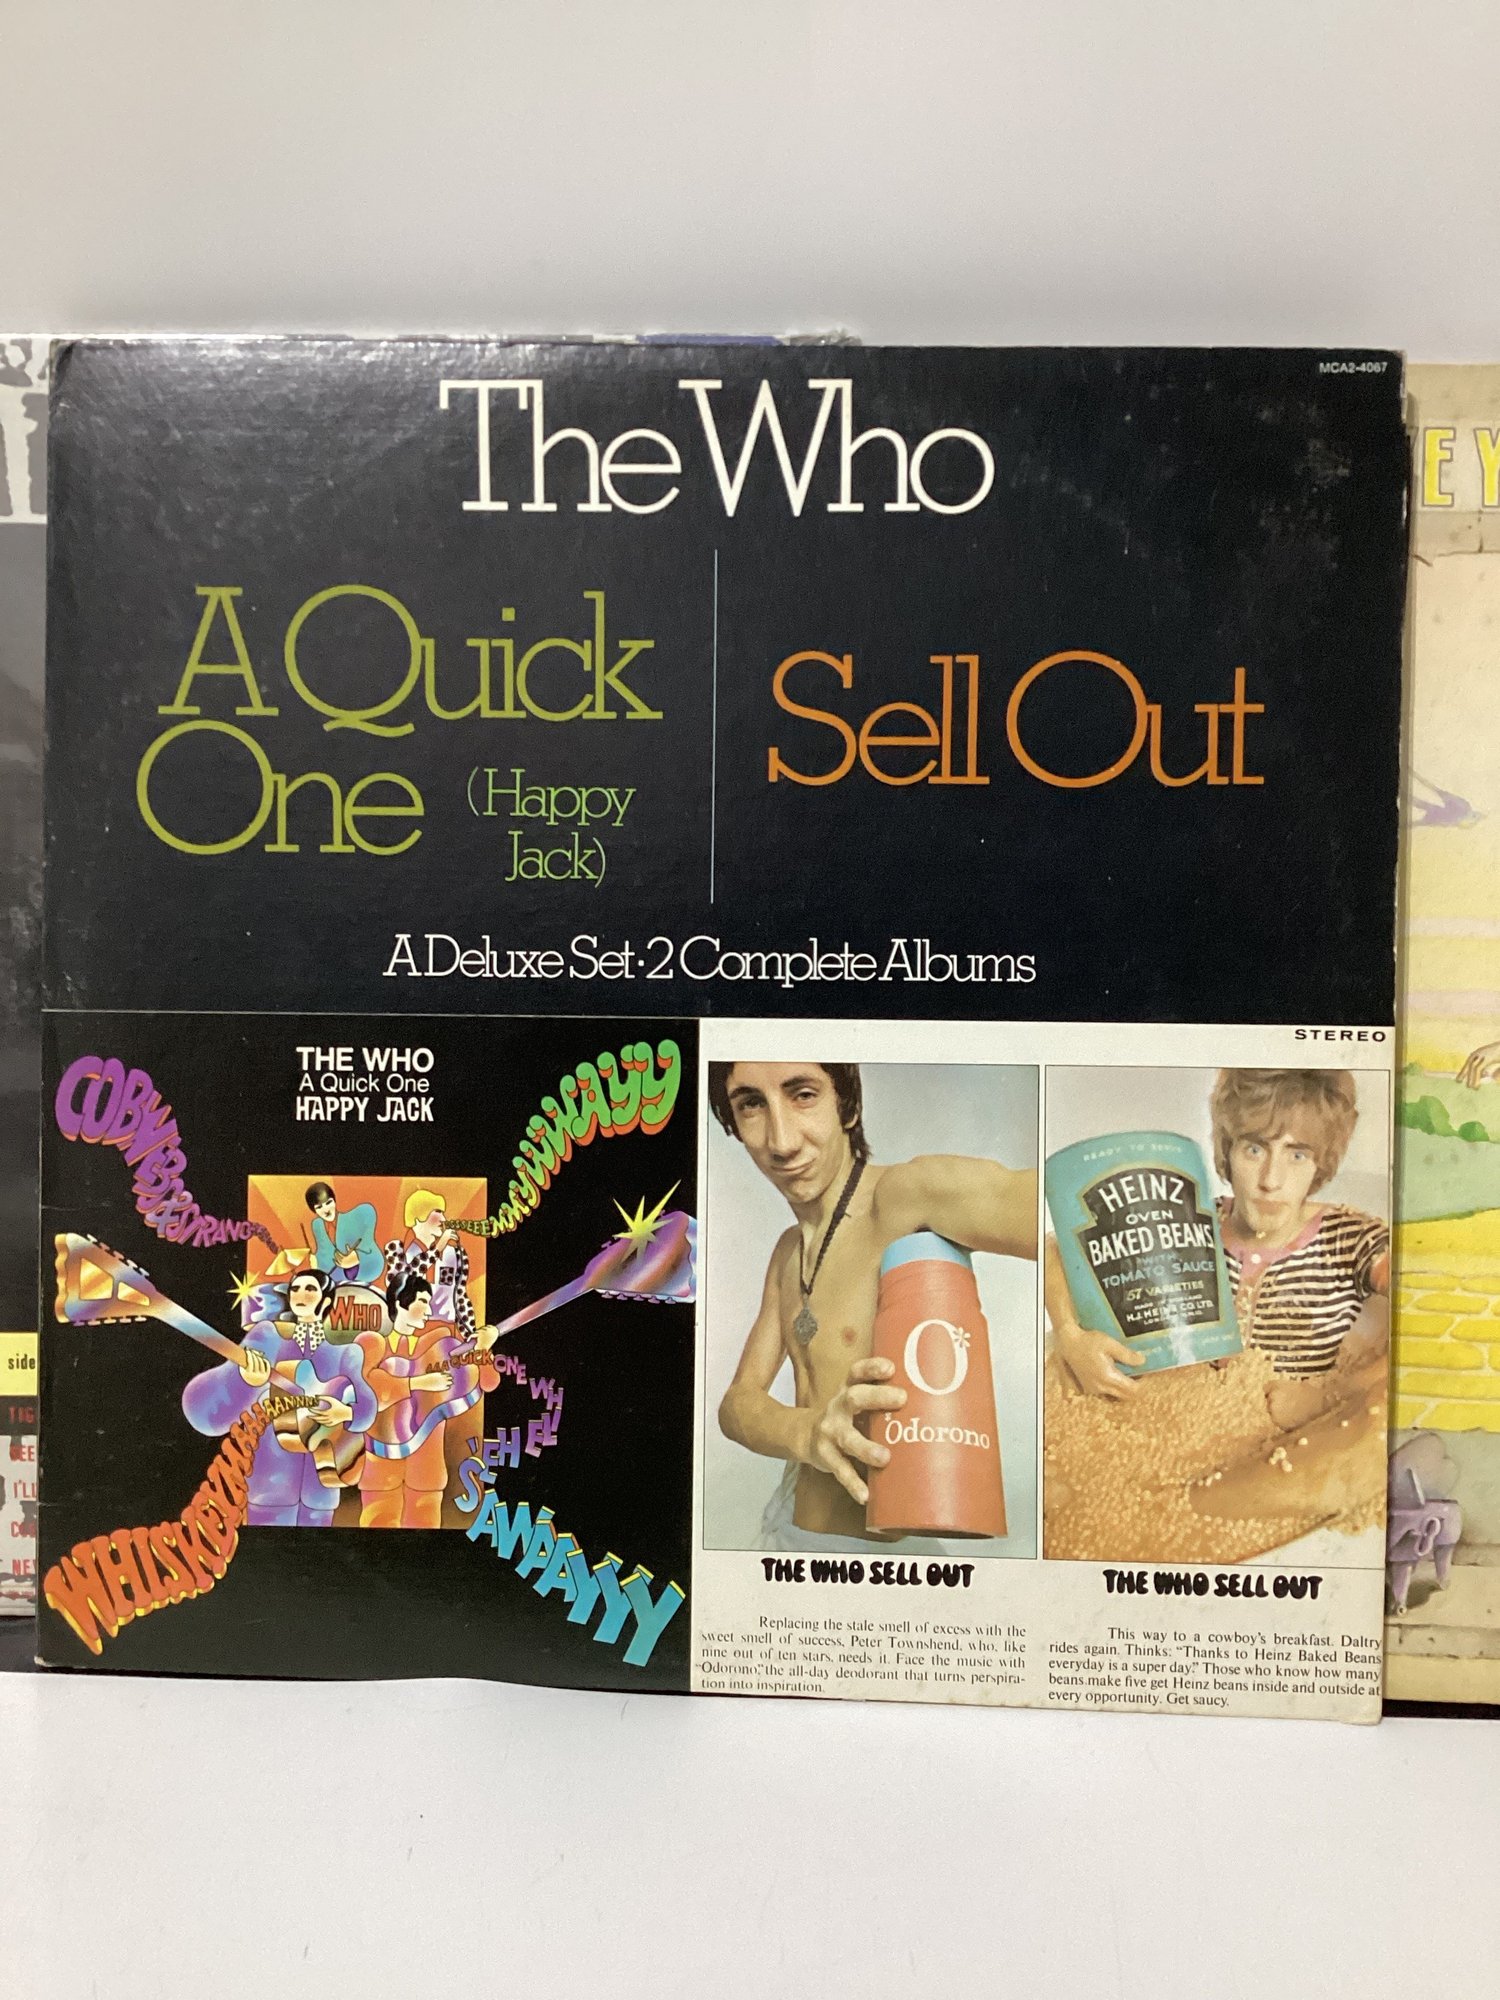 MCA2-4067
The Who
A Quick
One (Happy
Jack)
Sell Out
A Deluxe Set·2 Complete Albums
STEREO
THE WHO
A Quick One
HAPPY JACK
WHO
HEINZ
OVEN
BAKED BEANS
WITH
TOMATO SAUCE
57 VARIETIES
O
Odorono
THE WHO SELL OUT
Replacing the stale smell of excess with the
sweet smell of success, Peter Townshend, who, like
nine out of ten stars, needs it. Face the music with
"Odorono," the all-day deodorant that turns perspira-
tion into inspiration.
THE WHO SELL OUT
This way to a cowboy's breakfast. Daltry
rides again. Thinks: "Thanks to Heinz Baked Beans
everyday is a super day." Those who know how many
beans make five get Heinz beans inside and outside at
every opportunity. Get saucy.
side
TIG
I'LL
E Y